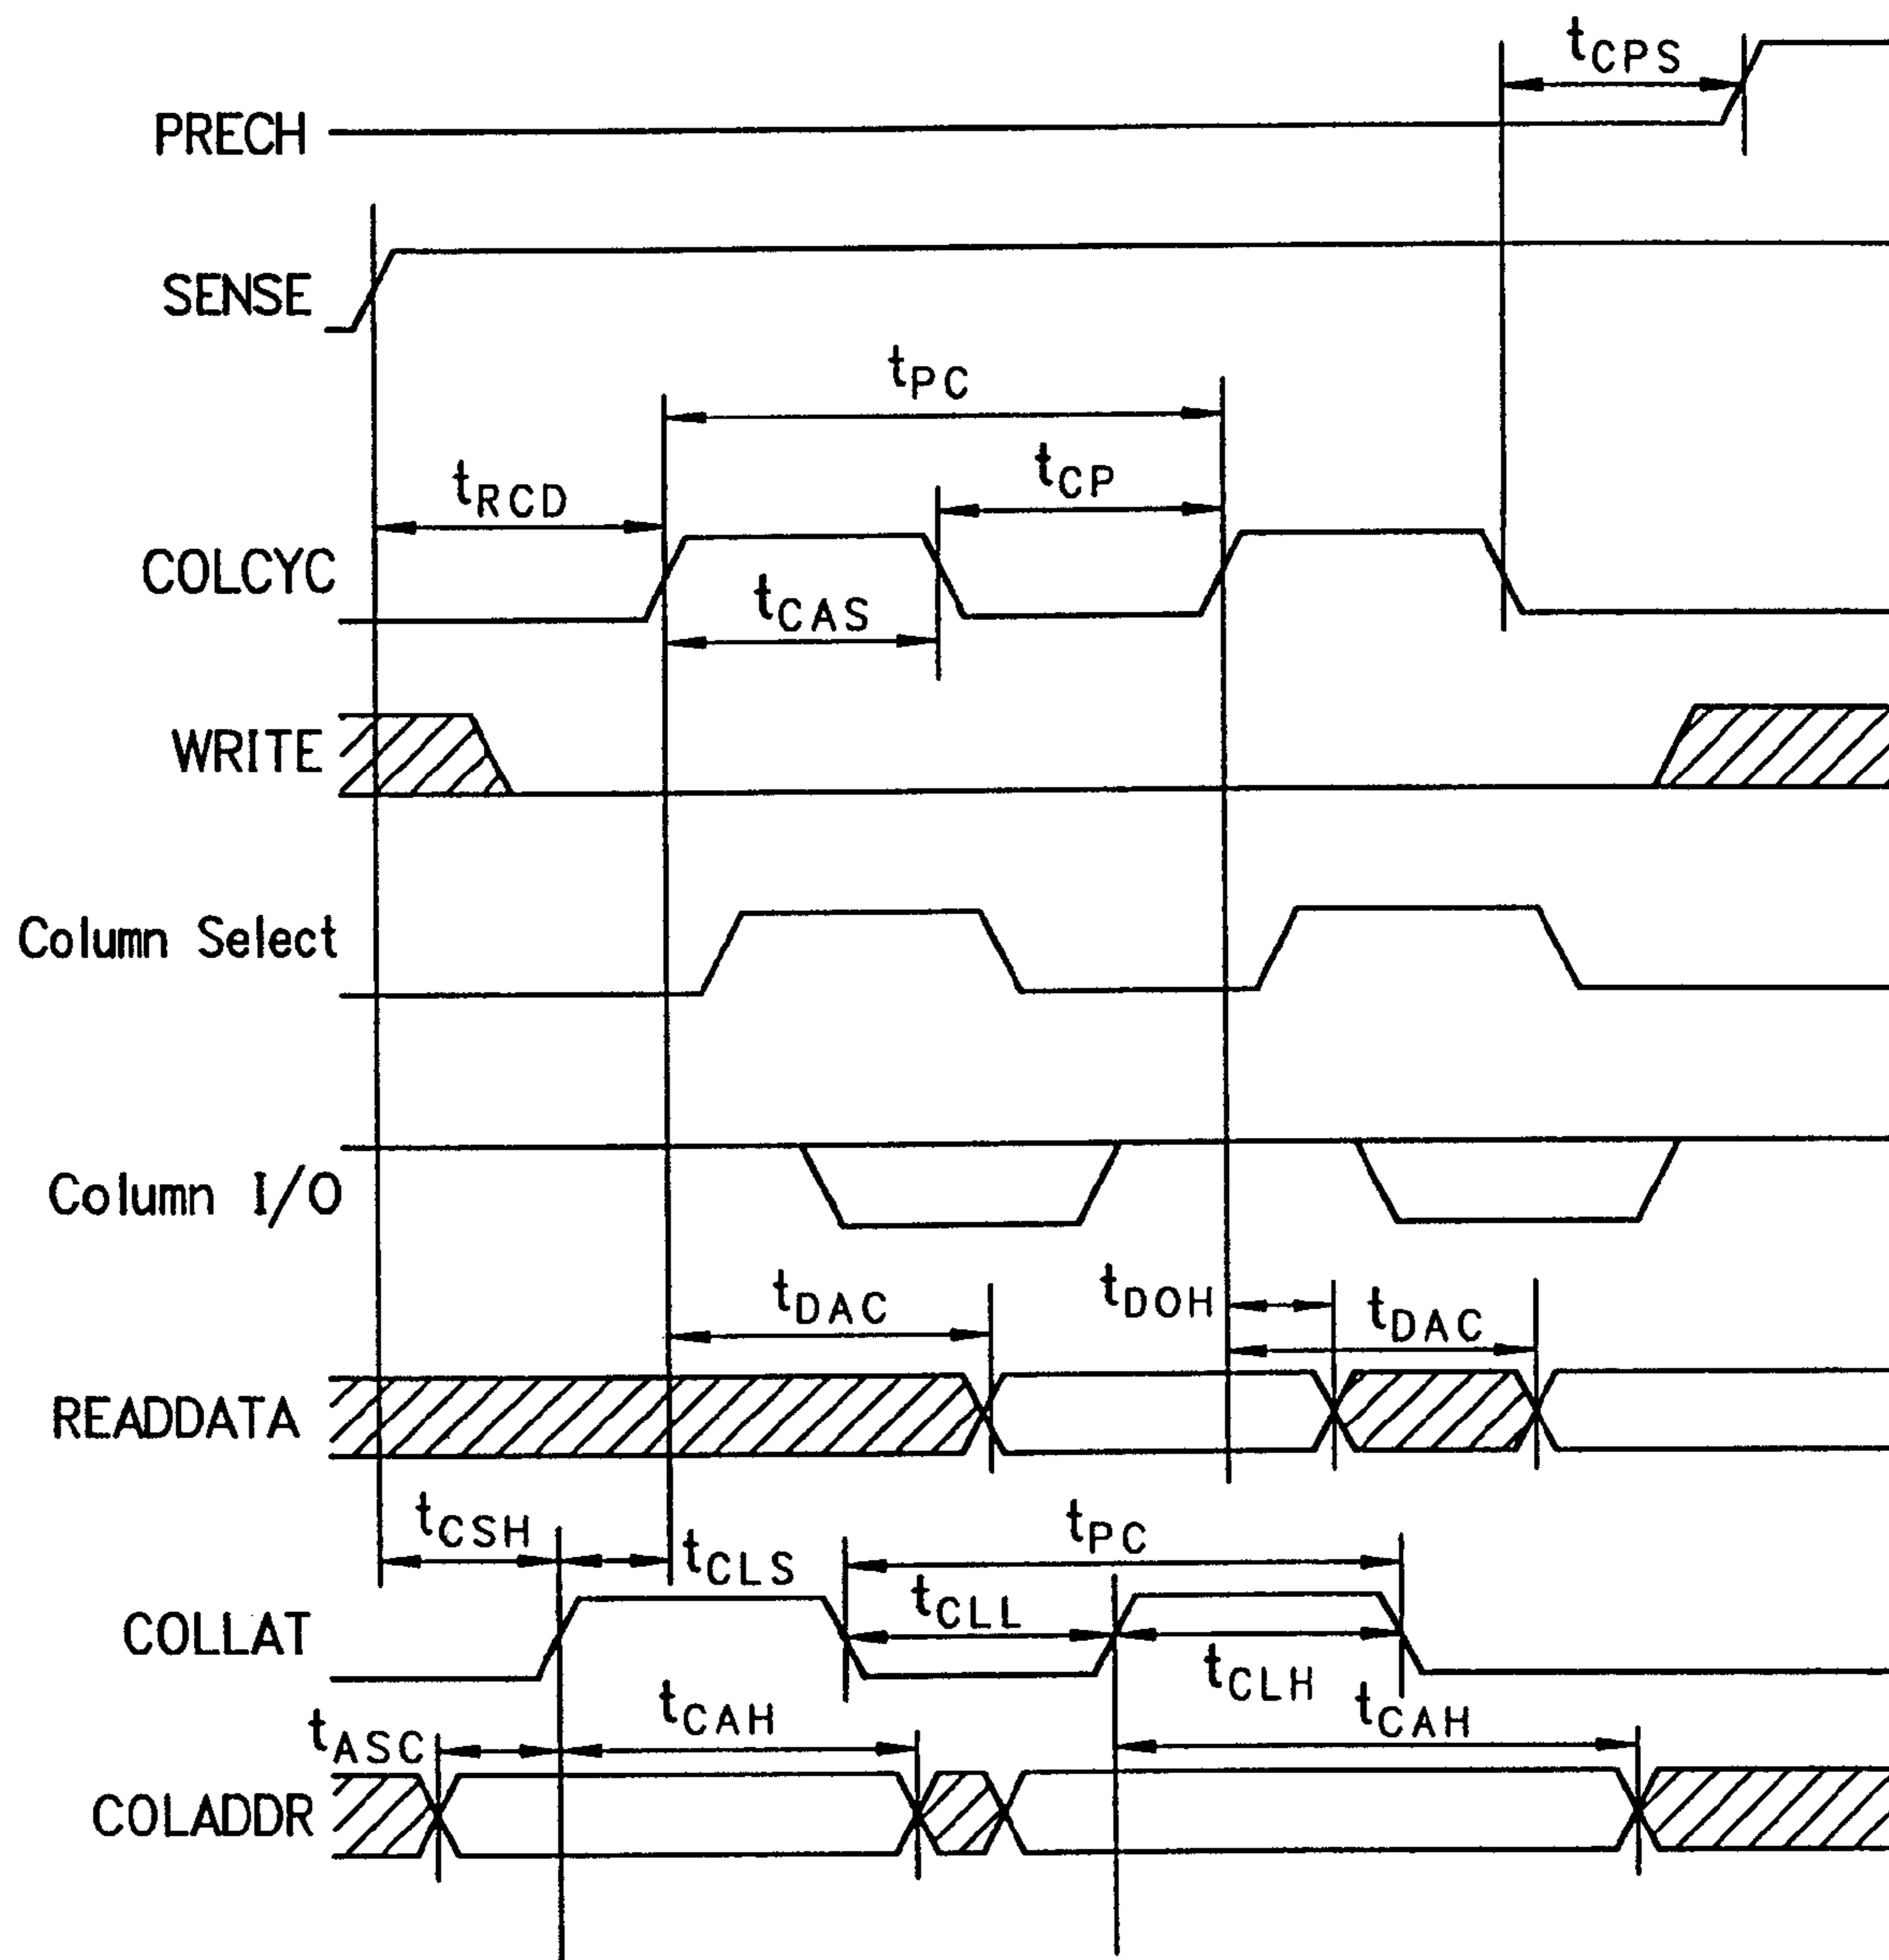 tCPS
PRECH
SENSE
tPC
tRCD
tCP
COLCYC
tCAS
WRITE
Column Select
Column I/O
tDAC
tDOH
tDAC
READDATA
tCSH
tCLS
tPC
COLLAT
tCLL
tCLH
tASC
tCAH
tCAH
COLADDR